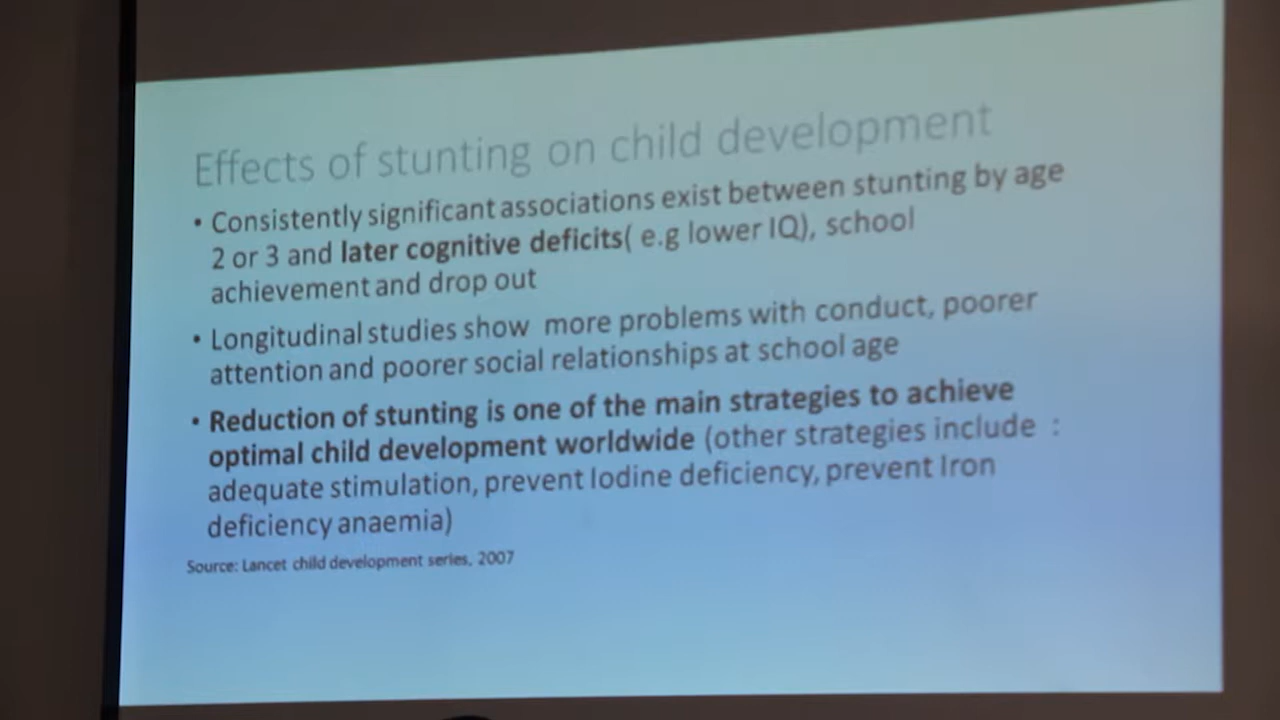 Effects of stunting on child development
• Consistently significant associations exist between stunting by age
2 or 3 and later cognitive deficits( e.g lower IQ), school
achievement and drop out
• Longitudinal studies show more problems with conduct, poorer
attention and poorer social relationships at school age
• Reduction of stunting is one of the main strategies to achieve
optimal child development worldwide (other strategies include :
adequate stimulation, prevent Iodine deficiency, prevent Iron
deficiency anaemia)
Source: Lancet child development series, 2007